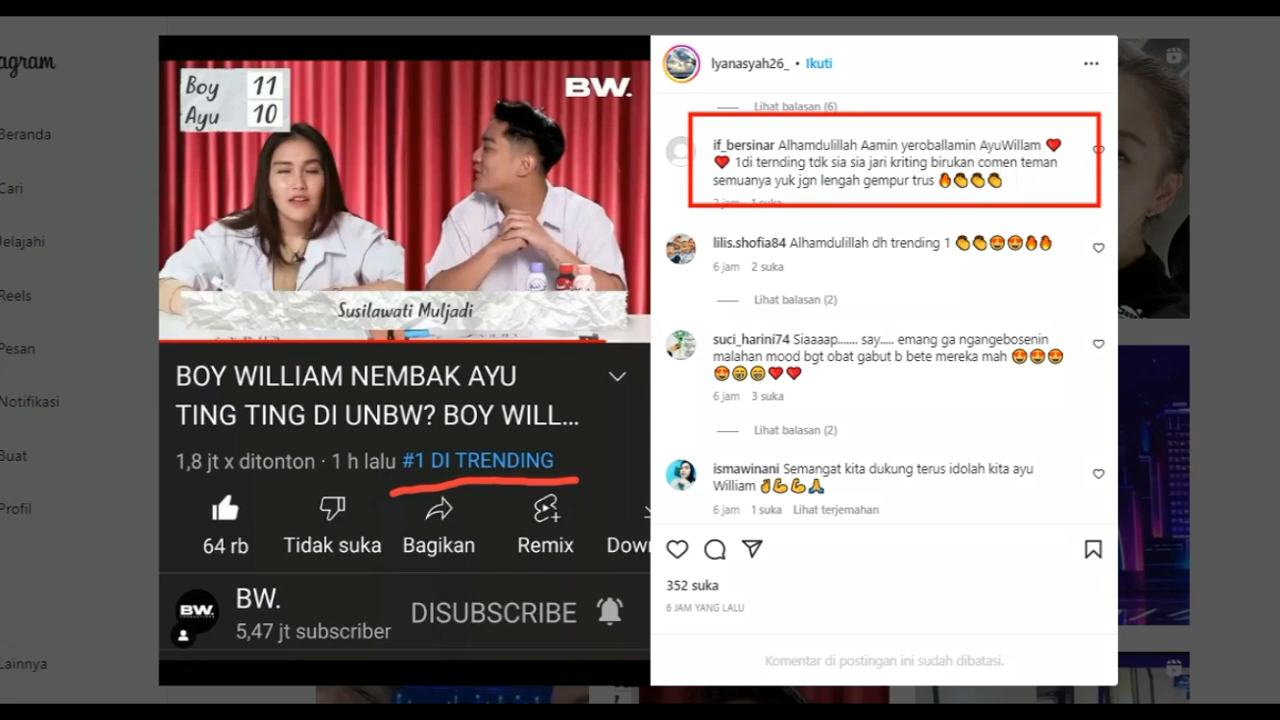 agram
Beranda
Cari
Jelajahi
Reels
Pesan
Notifikasi
Buat
Profil
Lainnya
Boy 11
Ayu 10
BW.
Susilawati Muljadi
BOY WILLIAM NEMBAK AYU
TING TING DI UNBW? BOY WILL...
1,8 jt x ditonton · 1 h lalu #1 DI TRENDING
64 rb
Tidak suka
Bagikan
Remix
Down
BW.
BW.
5,47 jt subscriber
DISUBSCRIBE
lyanasyah26_ • Ikuti
Lihat balasan (6)
if_bersinar Alhamdulillah Aamin yeroballamin AyuWillam ❤️
❤️ 1di ternding tdk sia sia jari kriting birukan comen teman
semuanya yuk jgn lengah gempur trus 🔥👏👏👏
lilis.shofia84 Alhamdulillah dh trending 1 👏👏😍😍🔥🔥
6 jam 2 suka
Lihat balasan (2)
suci_harini74 Siaaaap....... say..... emang ga ngangebosenin
malahan mood bgt obat gabut b bete mereka mah 😍😍😍
😍😁😁❤️❤️
6 jam 3 suka
Lihat balasan (2)
ismawinani Semangat kita dukung terus idolah kita ayu
William ✌️💪💪🙏
6 jam 1 suka Lihat terjemahan
352 suka
6 JAM YANG LALU
Komentar di postingan ini sudah dibatasi.